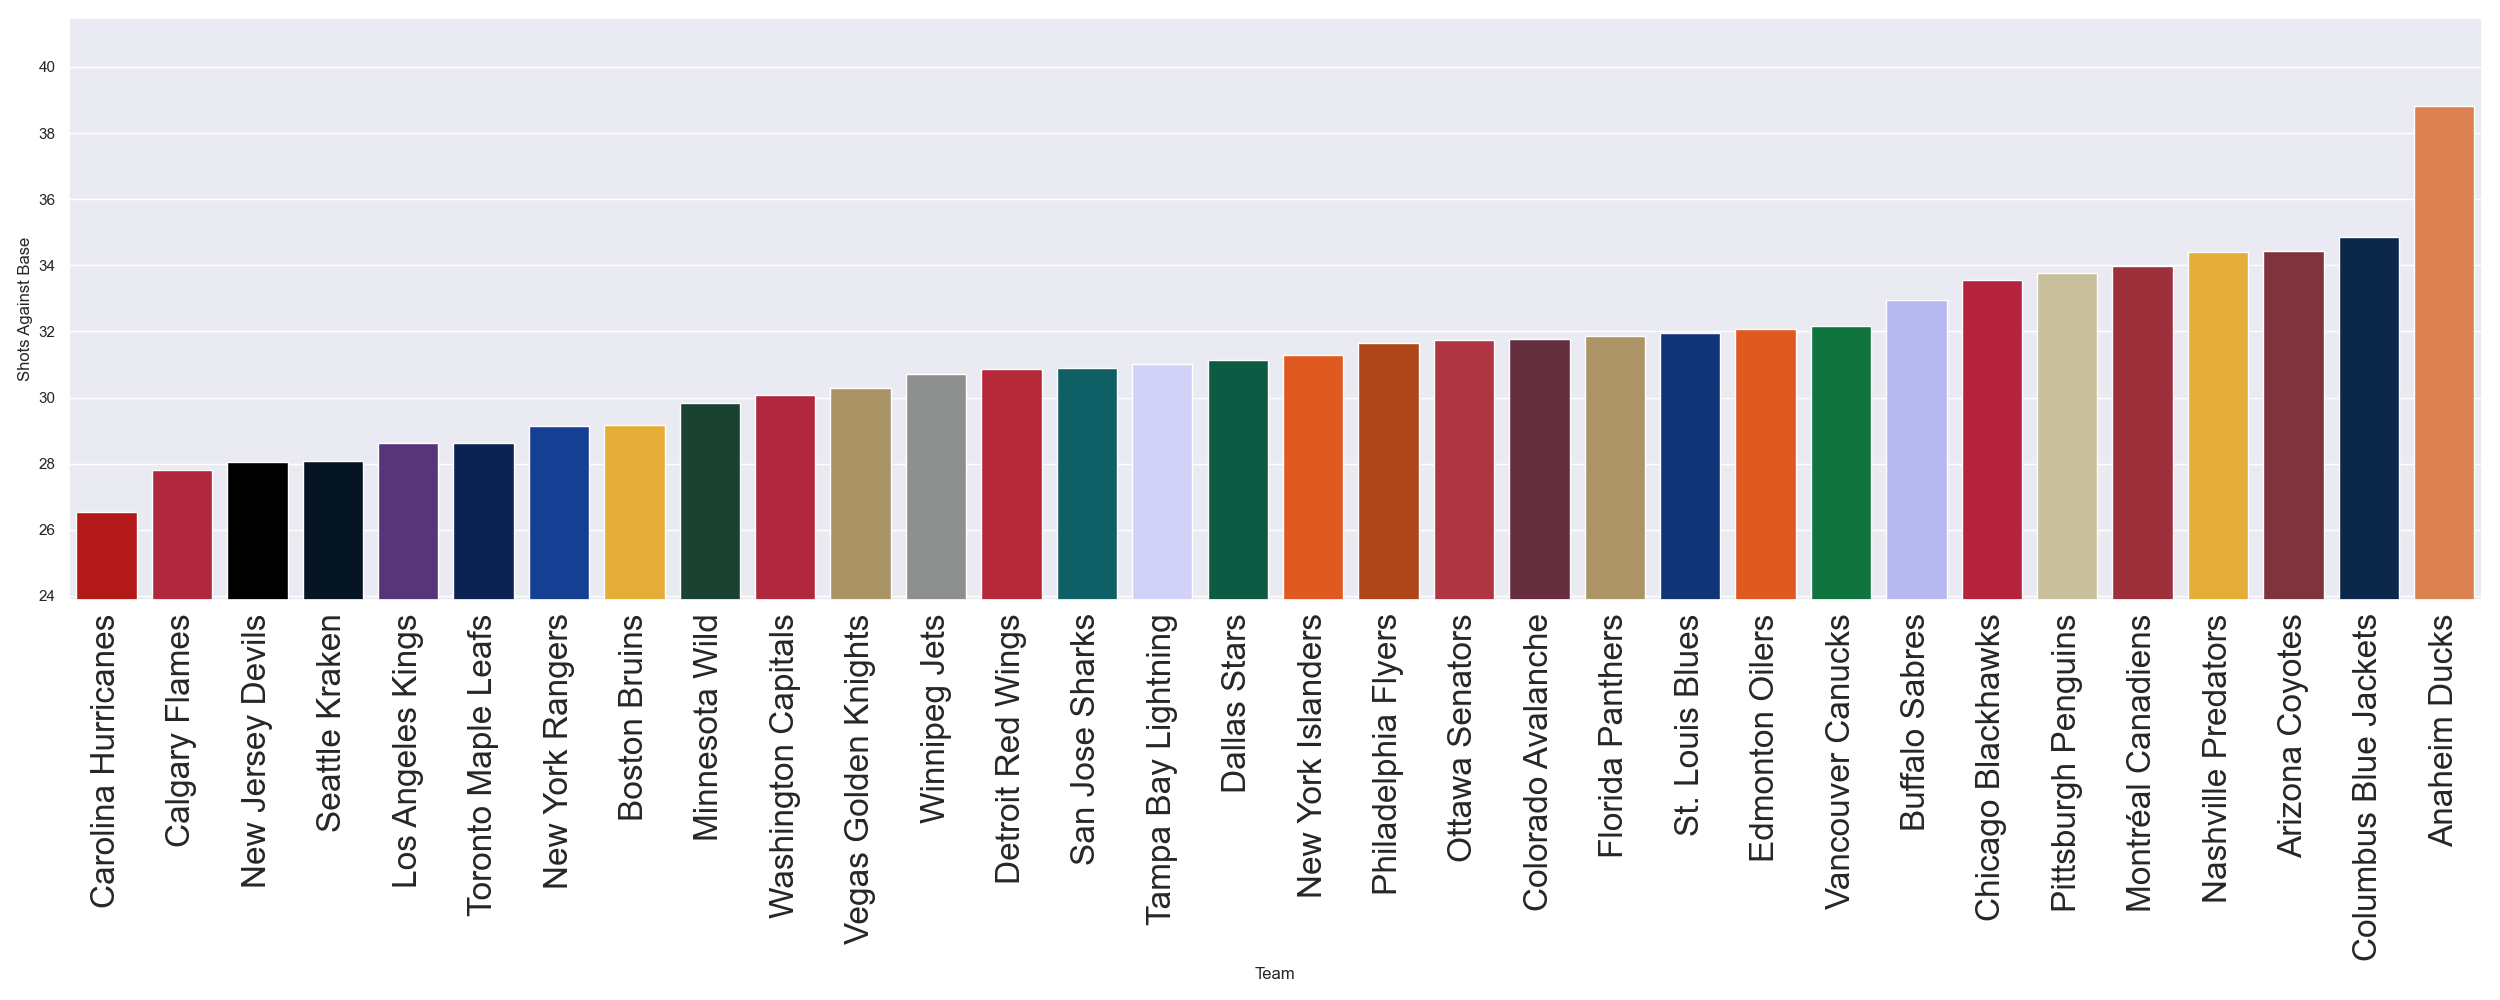 40
38
36
34
32
30
28
26
24
Shots Against Base
Carolina Hurricanes
Calgary Flames
New Jersey Devils
Seattle Kraken
Los Angeles Kings
Toronto Maple Leafs
New York Rangers
Boston Bruins
Minnesota Wild
Washington Capitals
Vegas Golden Knights
Winnipeg Jets
Detroit Red Wings
San Jose Sharks
Tampa Bay Lightning
Dallas Stars
New York Islanders
Philadelphia Flyers
Ottawa Senators
Colorado Avalanche
Florida Panthers
St. Louis Blues
Edmonton Oilers
Vancouver Canucks
Buffalo Sabres
Chicago Blackhawks
Pittsburgh Penguins
Montréal Canadiens
Nashville Predators
Arizona Coyotes
Columbus Blue Jackets
Anaheim Ducks
Team